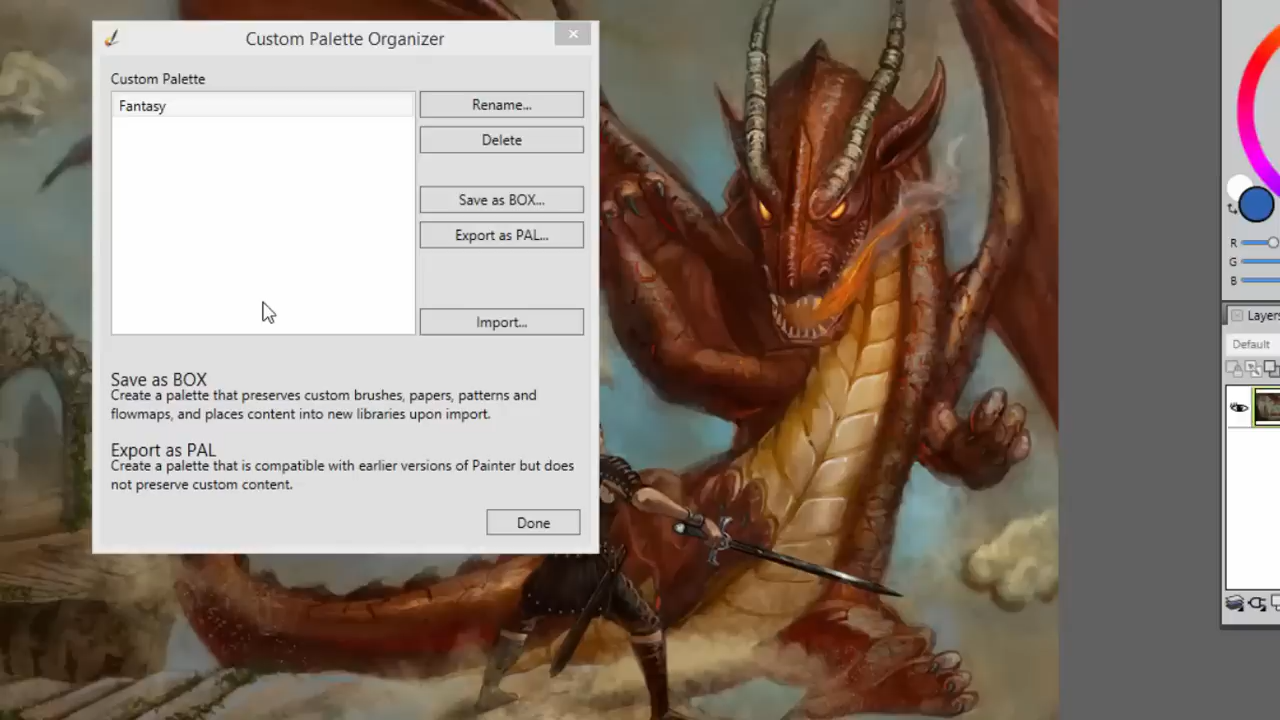 Custom Palette Organizer
Custom Palette
Fantasy
Rename...
Delete
Save as BOX...
Export as PAL...
Import...
Save as BOX
Create a palette that preserves custom brushes, papers, patterns and
flowmaps, and places content into new libraries upon import.
Export as PAL
Create a palette that is compatible with earlier versions of Painter but does
not preserve custom content.
Done
R
G
B
Layers
Default